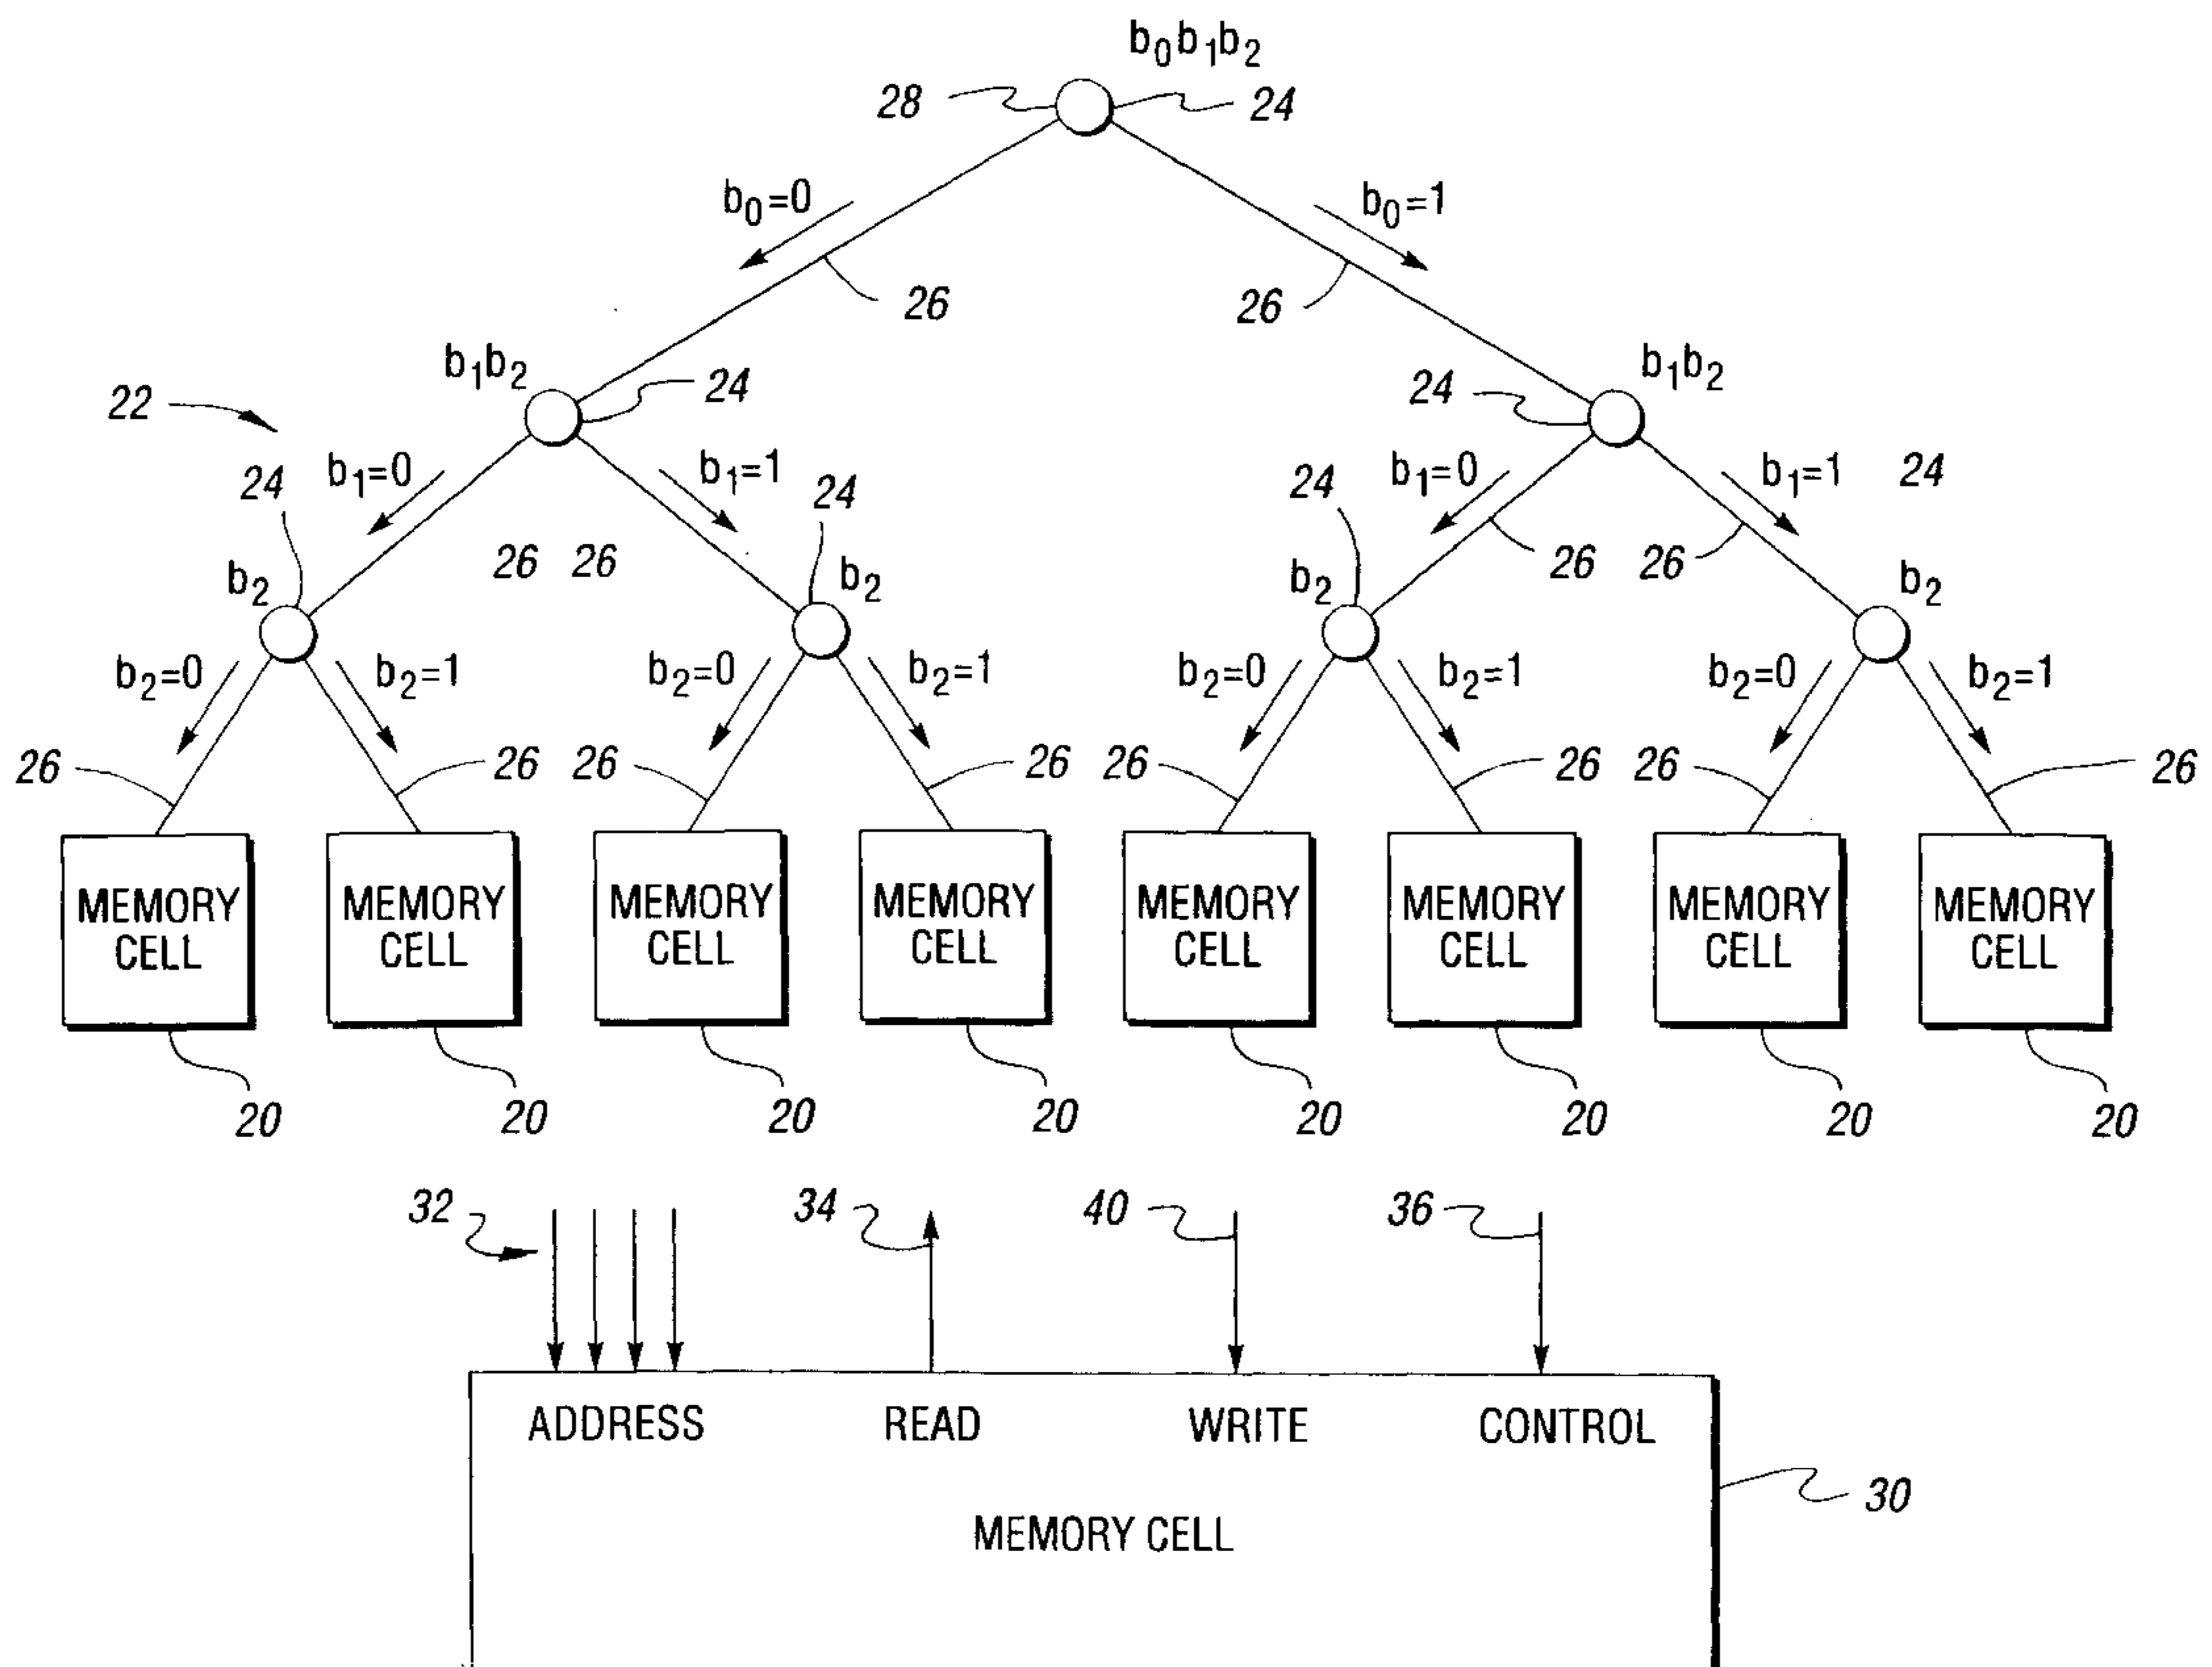 b₀b₁b₂
28 24
b₀=0 b₀=1
26 26
b₁b₂ 24 24 b₁b₂
22
24 b₁=0 b₁=1 24 24 b₁=0 b₁=1 24
26 26 26 26
b₂ b₂ b₂ b₂
b₂=0 b₂=1 b₂=0 b₂=1 b₂=0 b₂=1 b₂=0 b₂=1
26 26 26 26 26 26 26 26
MEMORY MEMORY MEMORY MEMORY MEMORY MEMORY MEMORY MEMORY
CELL CELL CELL CELL CELL CELL CELL CELL
20 20 20 20 20 20 20 20
32 34 40 36
ADDRESS READ WRITE CONTROL
30
MEMORY CELL